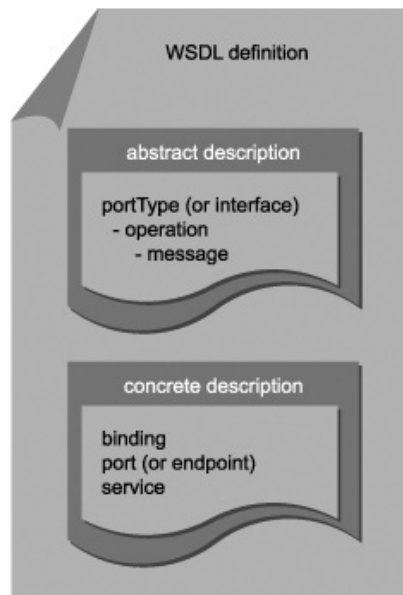 WSDL definition
abstract description
portType (or interface)
- operation
- message
concrete description
binding
port (or endpoint)
service